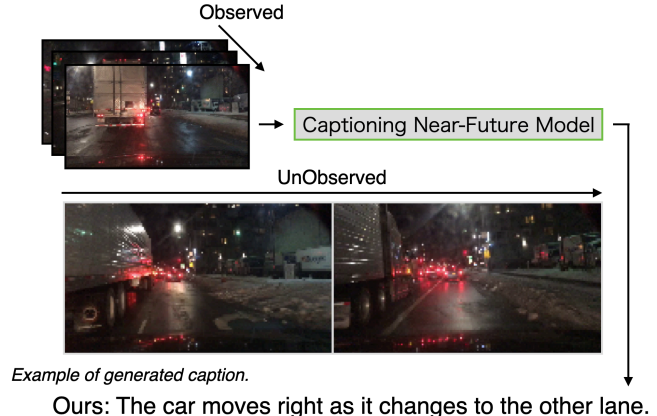 Observed
Captioning Near-Future Model
UnObserved
Example of generated caption.
Ours: The car moves right as it changes to the other lane.